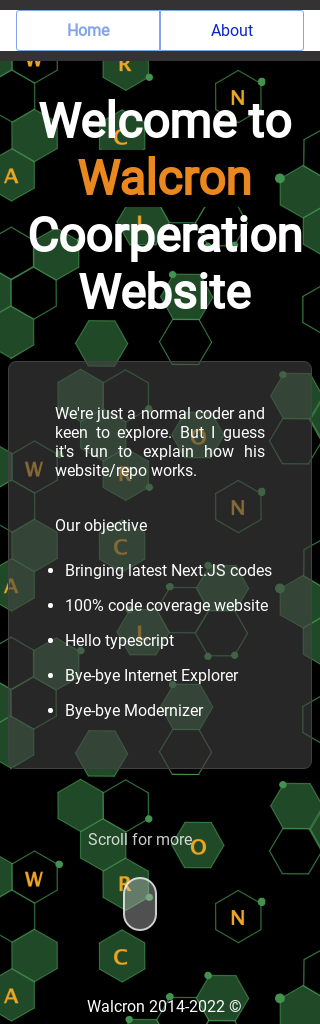 Home About
Welcome to
Walcron
Coorperation
Website
We're just a normal coder and
keen to explore. But I guess
it's fun to explain how his
website/repo works.
Our objective
Bringing latest Next.JS codes
100% code coverage website
Hello typescript
Bye-bye Internet Explorer
Bye-bye Modernizer
Scroll for more
W
R
O
N
C
A
Walcron 2014-2022 ©